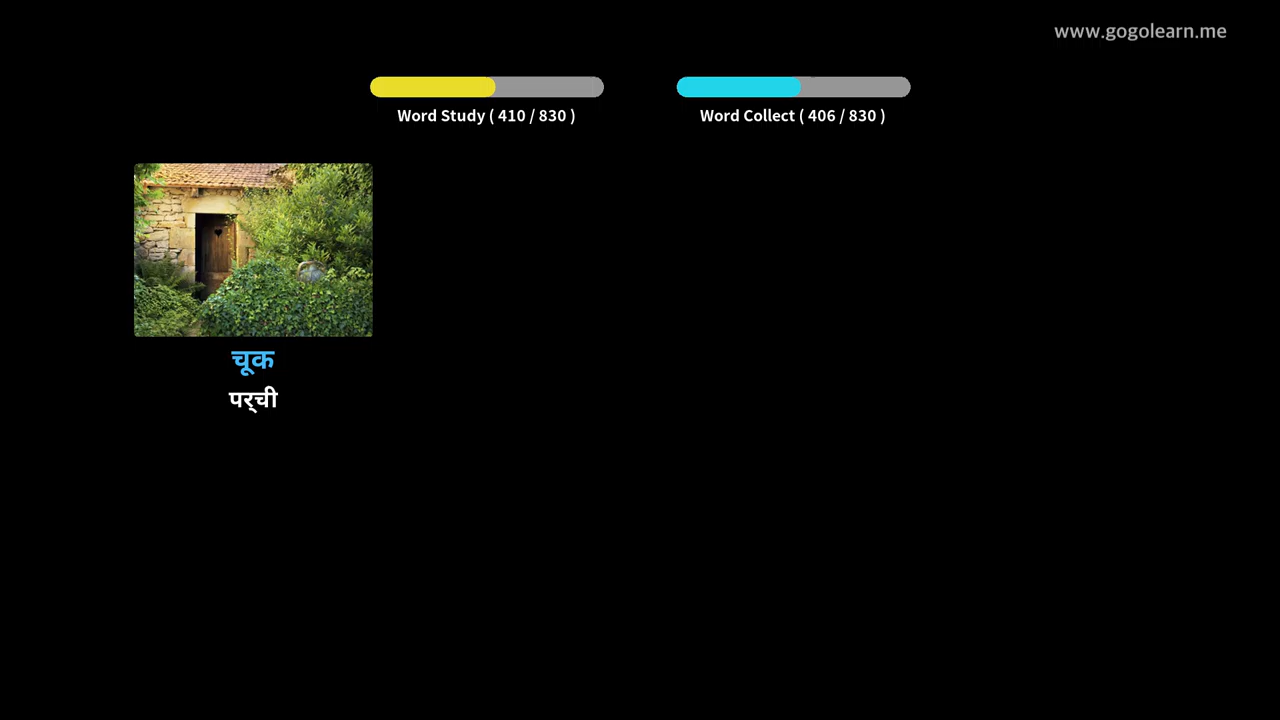 www.gogolearn.me
Word Study ( 410 / 830 )
Word Collect ( 406 / 830 )
चूक
पर्‌ची